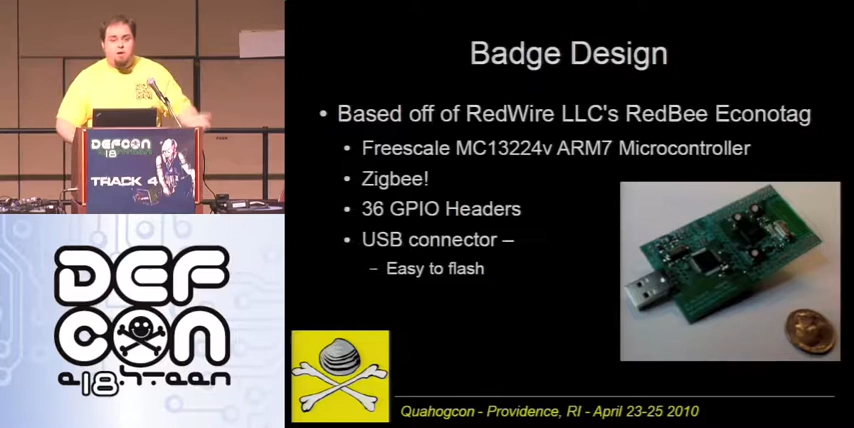 Badge Design
• Based off of RedWire LLC's RedBee Econotag
• Freescale MC13224v ARM7 Microcontroller
• Zigbee!
• 36 GPIO Headers
• USB connector –
– Easy to flash
Quahogcon - Providence, RI - April 23-25 2010
DEFCON
18
TRACK 4
DEF
CON
e18hteen